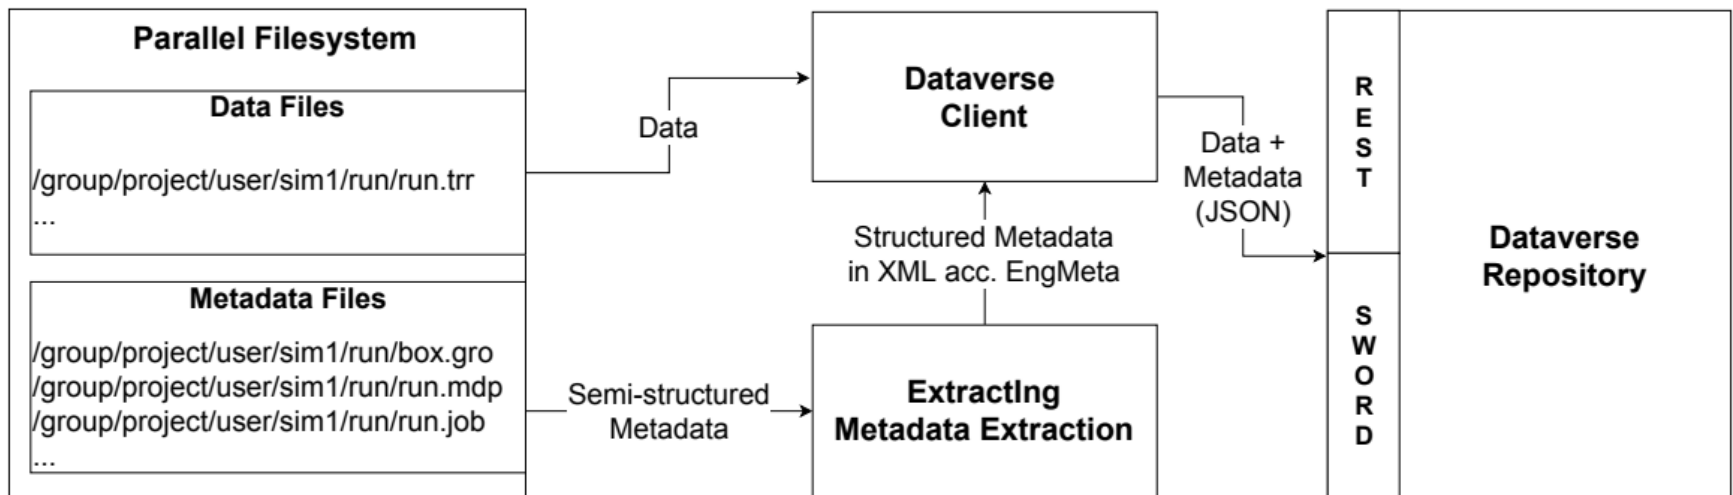 Parallel Filesystem
Data Files
/group/project/user/sim1/run/run.trr
...
Metadata Files
/group/project/user/sim1/run/box.gro
/group/project/user/sim1/run/run.mdp
/group/project/user/sim1/run/run.job
...
Data
Semi-structured
Metadata
Dataverse
Client
Structured Metadata
in XML acc. EngMeta
ExtractIng
Metadata Extraction
Data +
Metadata
(JSON)
R
E
S
T
S
W
O
R
D
Dataverse
Repository